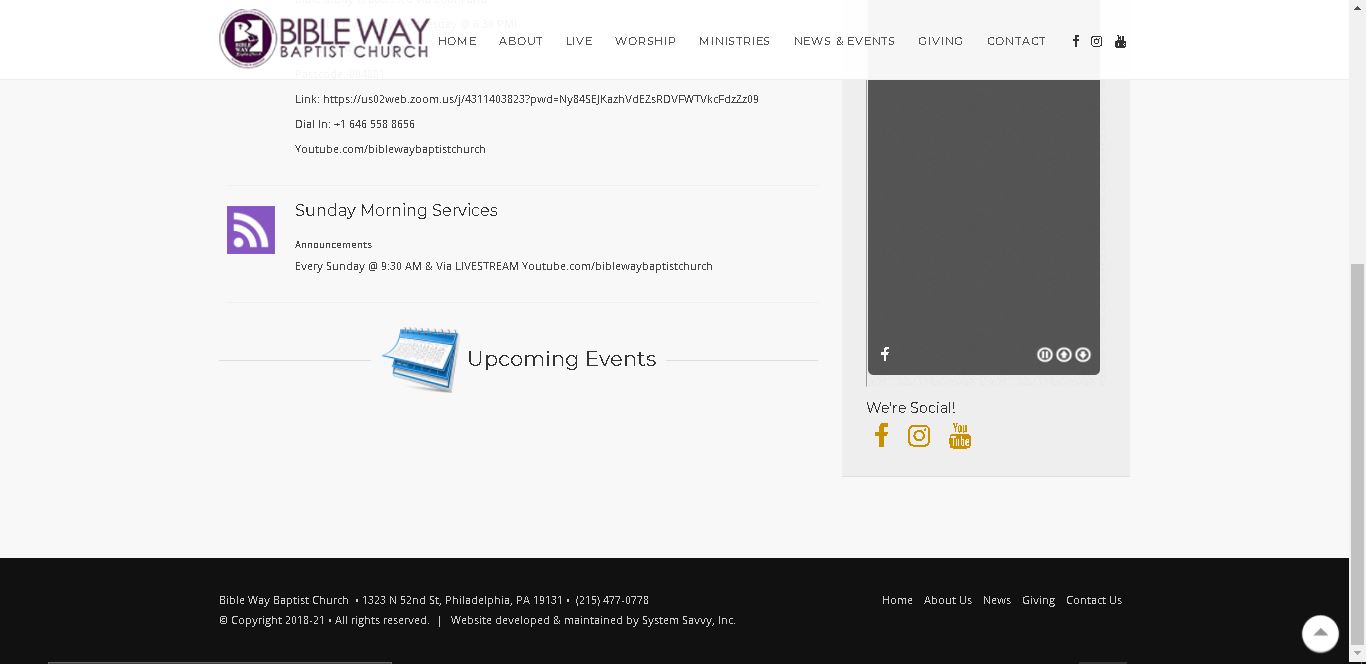 BIBLE WAY
BAPTIST CHURCH
HOME ABOUT LIVE WORSHIP MINISTRIES NEWS & EVENTS GIVING CONTACT
Link: https://us02web.zoom.us/j/4311403823?pwd=Ny84SEJKazhVdEZsRDVFWTVkcFdzZz09
Dial In: +1 646 558 8656
Youtube.com/biblewaybaptistchurch
Sunday Morning Services
Announcements
Every Sunday @ 9:30 AM & Via LIVESTREAM Youtube.com/biblewaybaptistchurch
Upcoming Events
We're Social!
You
Tube
Bible Way Baptist Church • 1323 N 52nd St, Philadelphia, PA 19131 • (215) 477-0778
Home About Us News Giving Contact Us
© Copyright 2018-21 • All rights reserved. | Website developed & maintained by System Savvy, Inc.